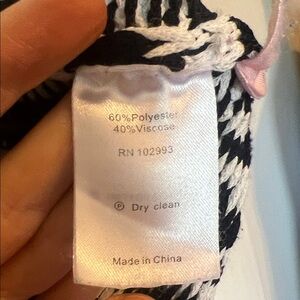 60%Polyester
40%Viscose
RN 102993
Ⓟ Dry clean
Made in China